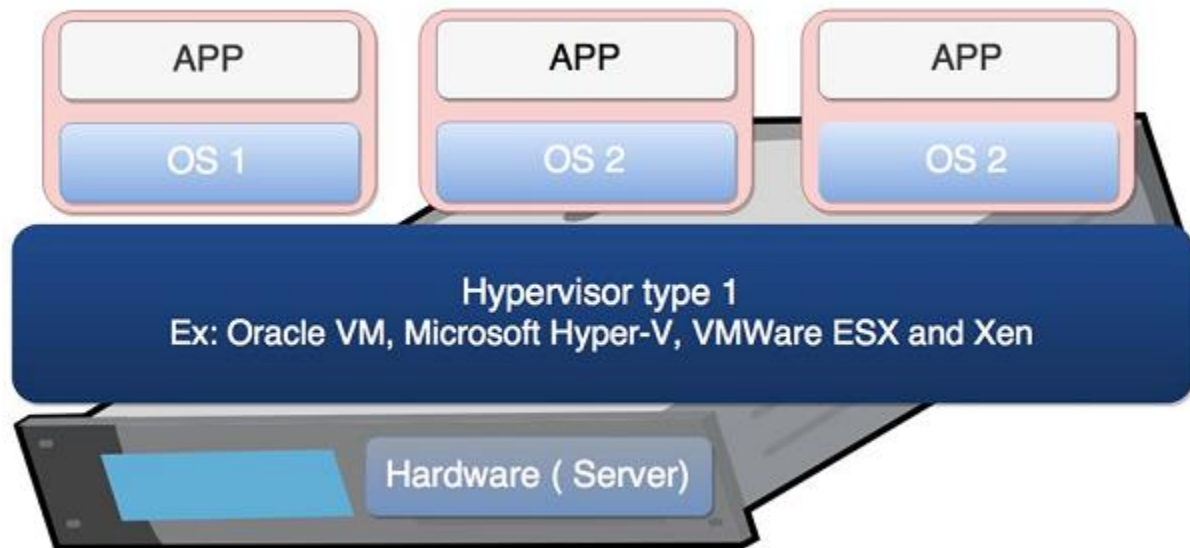 APP
APP
APP
OS 1
OS 2
OS 2
Hypervisor type 1
Ex: Oracle VM, Microsoft Hyper-V, VMWare ESX and Xen
Hardware ( Server)